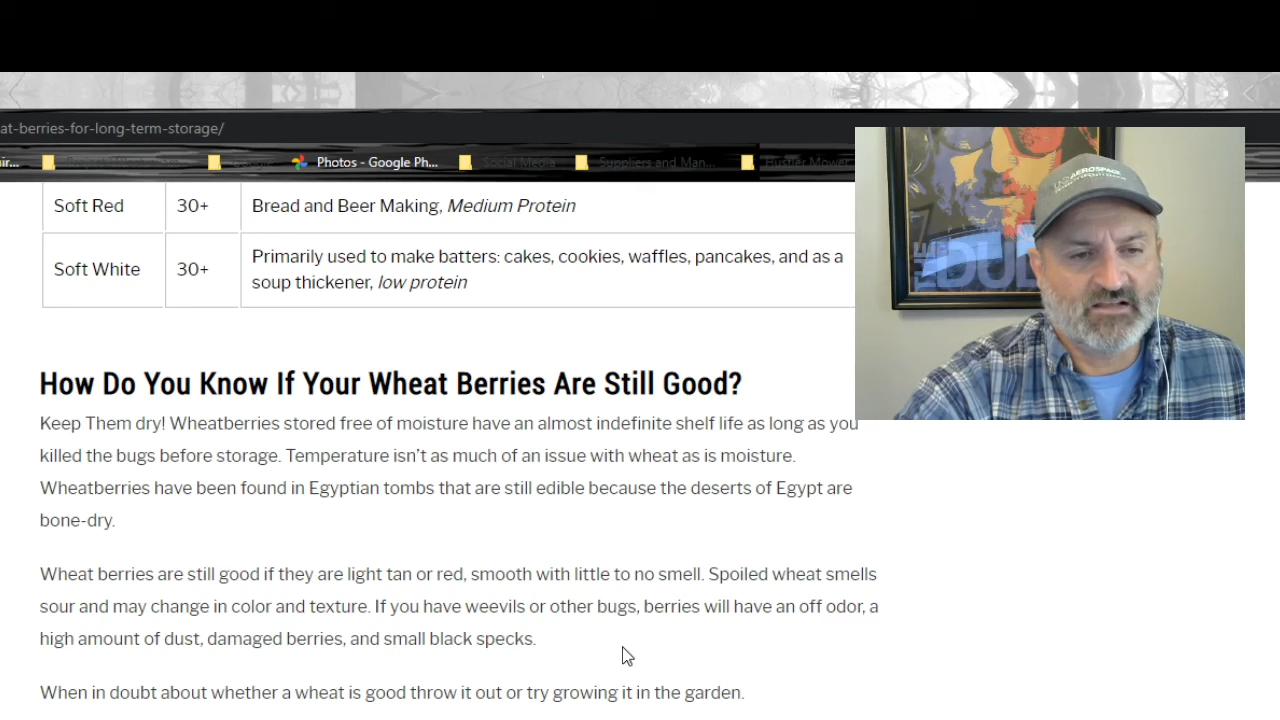 at-berries-for-long-term-storage/
ir... Google Photos - Google Ph... Social Media Suppliers and Man... Hustler Mower
Soft Red 30+ Bread and Beer Making, Medium Protein
Soft White 30+ Primarily used to make batters: cakes, cookies, waffles, pancakes, and as a
soup thickener, low protein
AEROSPACE
THE DUD
How Do You Know If Your Wheat Berries Are Still Good?
Keep Them dry! Wheatberries stored free of moisture have an almost indefinite shelf life as long as you
killed the bugs before storage. Temperature isn’t as much of an issue with wheat as is moisture.
Wheatberries have been found in Egyptian tombs that are still edible because the deserts of Egypt are
bone-dry.
Wheat berries are still good if they are light tan or red, smooth with little to no smell. Spoiled wheat smells
sour and may change in color and texture. If you have weevils or other bugs, berries will have an off odor, a
high amount of dust, damaged berries, and small black specks.
When in doubt about whether a wheat is good throw it out or try growing it in the garden.